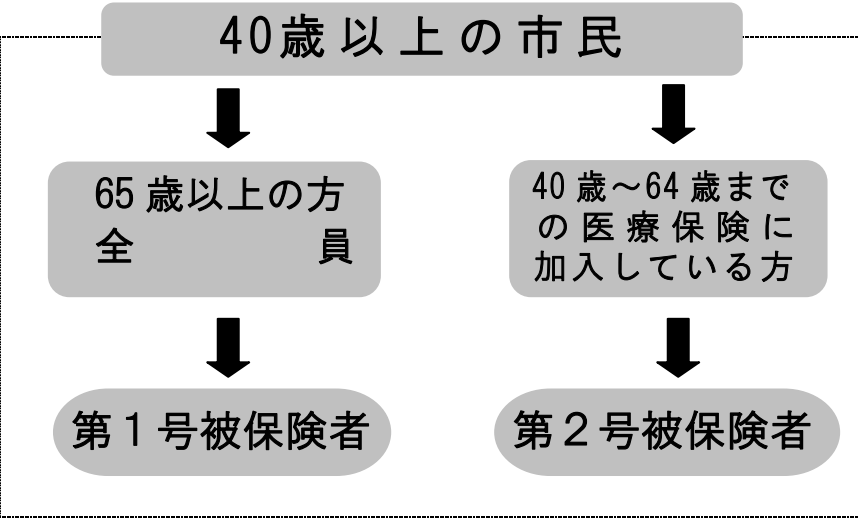 40歳以上の市民
65歳以上の方
全員
40歳～64歳まで
の医療保険に
加入している方
第１号被保険者
第２号被保険者